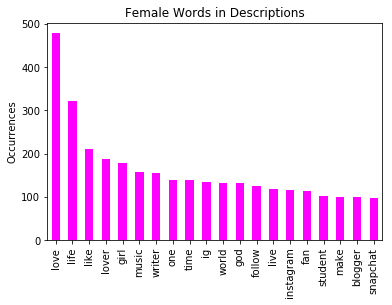 Female Words in Descriptions
500
400
300
200
100
0
Occurrences
love
life
like
lover
girl
music
writer
one
time
ig
world
god
follow
live
instagram
fan
student
make
blogger
snapchat